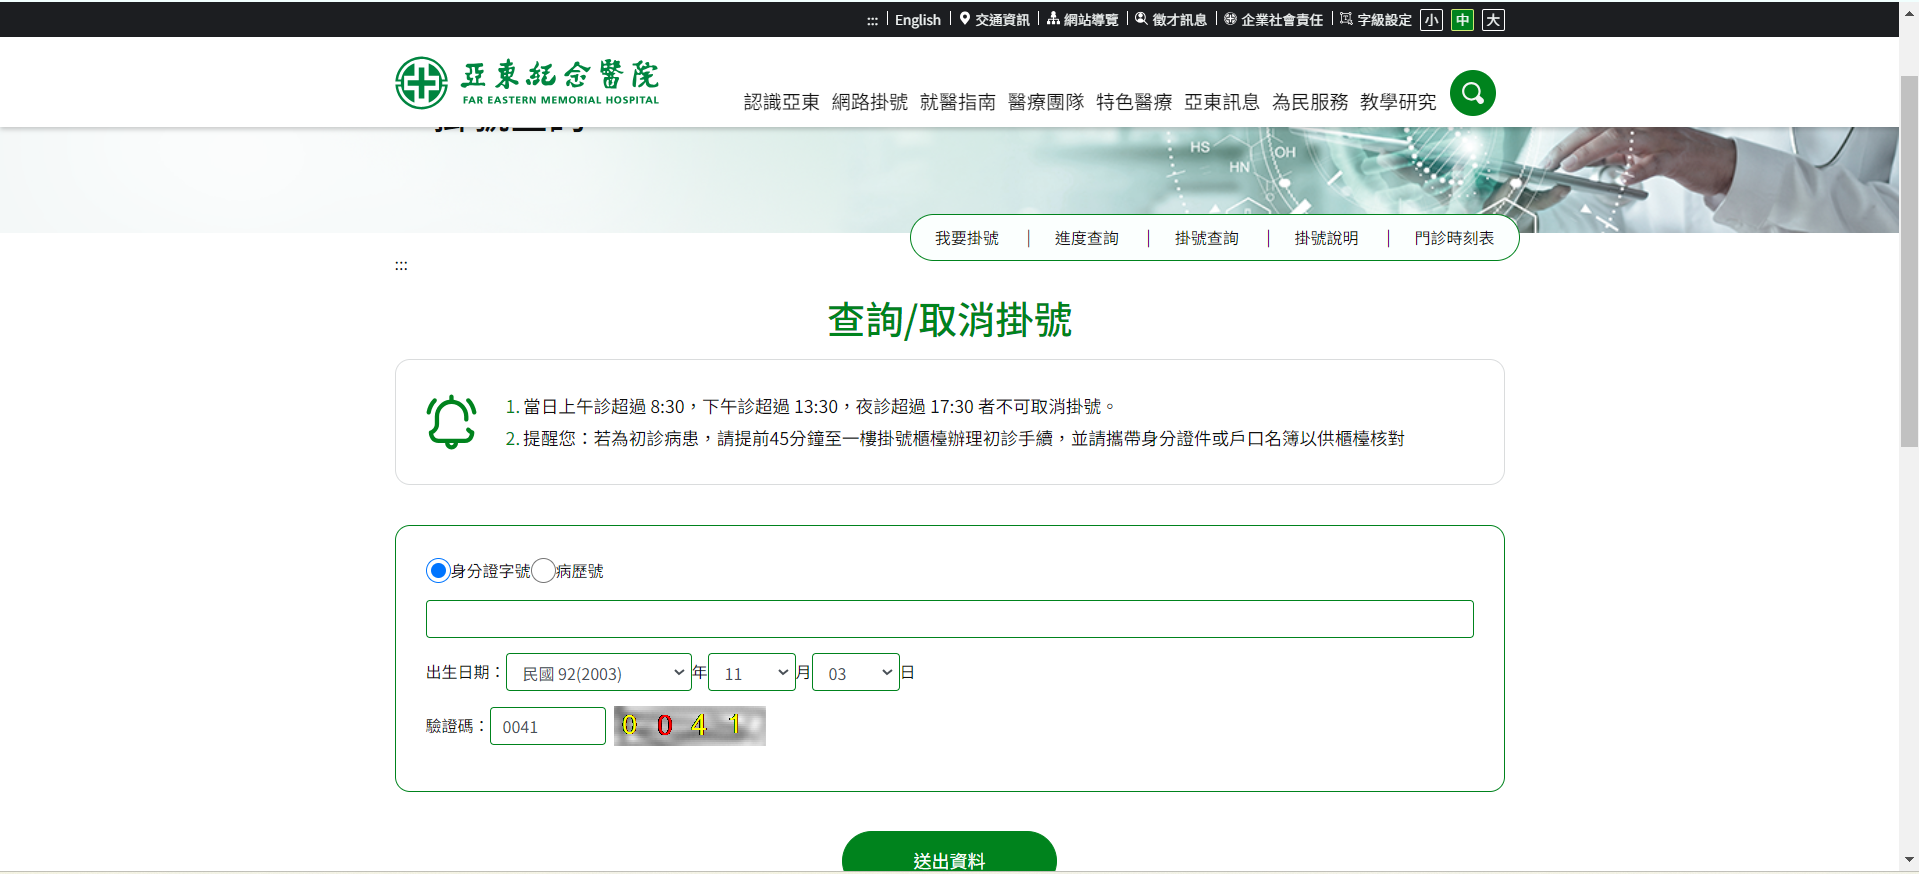 :::
English
交通資訊
網站導覽
徵才訊息
企業社會責任
字級設定 小 中 大
亞東紀念醫院
FAR EASTERN MEMORIAL HOSPITAL
認識亞東 網路掛號 就醫指南 醫療團隊 特色醫療 亞東訊息 為民服務 教學研究
HS
HN
OH
我要掛號 | 進度查詢 | 掛號查詢 | 掛號說明 | 門診時刻表
:::
查詢/取消掛號
1. 當日上午診超過 8:30，下午診超過 13:30，夜診超過 17:30 者不可取消掛號。
2. 提醒您：若為初診病患，請提前45分鐘至一樓掛號櫃檯辦理初診手續，並請攜帶身分證件或戶口名簿以供櫃檯核對
身分證字號 病歷號
出生日期： 民國 92(2003) 年 11 月 03 日
驗證碼： 0041 0 0 4 1
送出資料